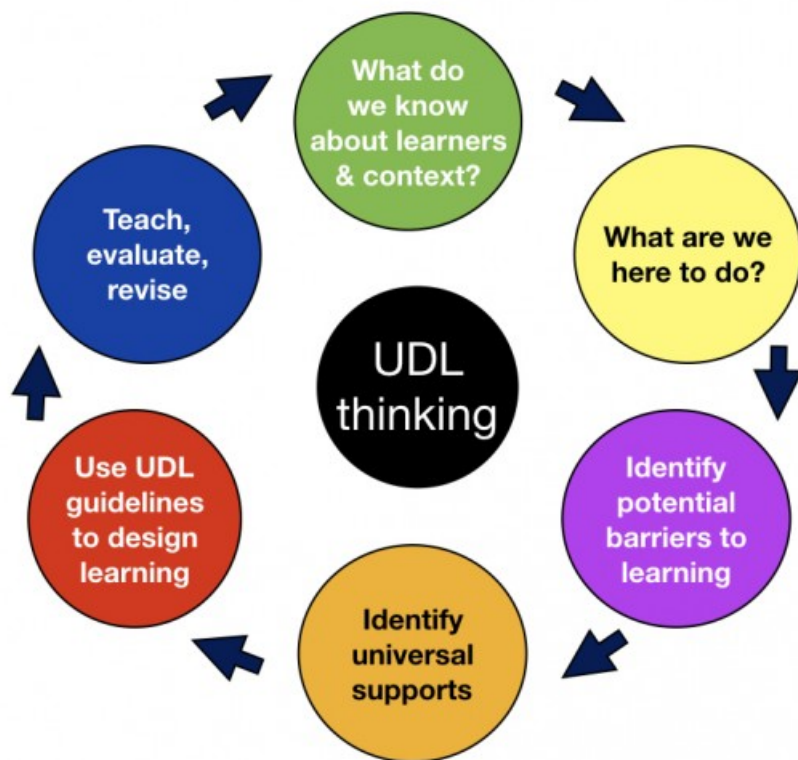 What do
we know
about learners
& context?
What are we
here to do?
Identify
potential
barriers to
learning
Identify
universal
supports
Use UDL
guidelines
to design
learning
Teach,
evaluate,
revise
UDL
thinking